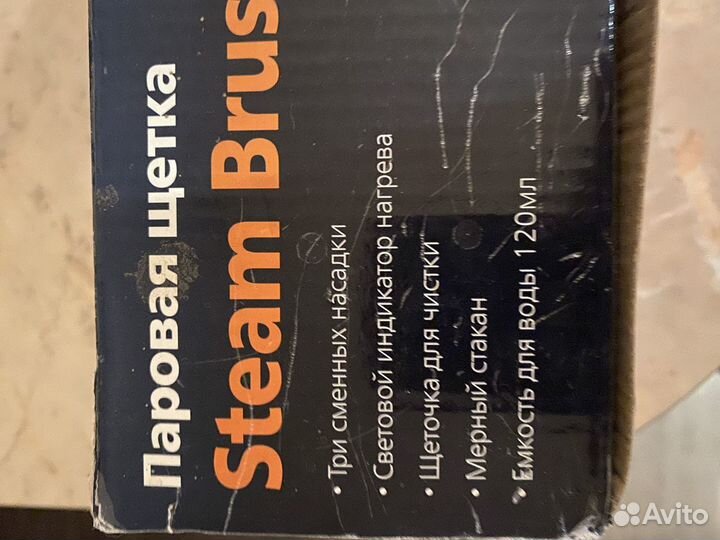 Паровая щетка
Steam Brus
• Три сменных насадки
• Световой индикатор нагрева
• Щеточка для чистки
• Мерный стакан
• Емкость для воды 120мл
Avito